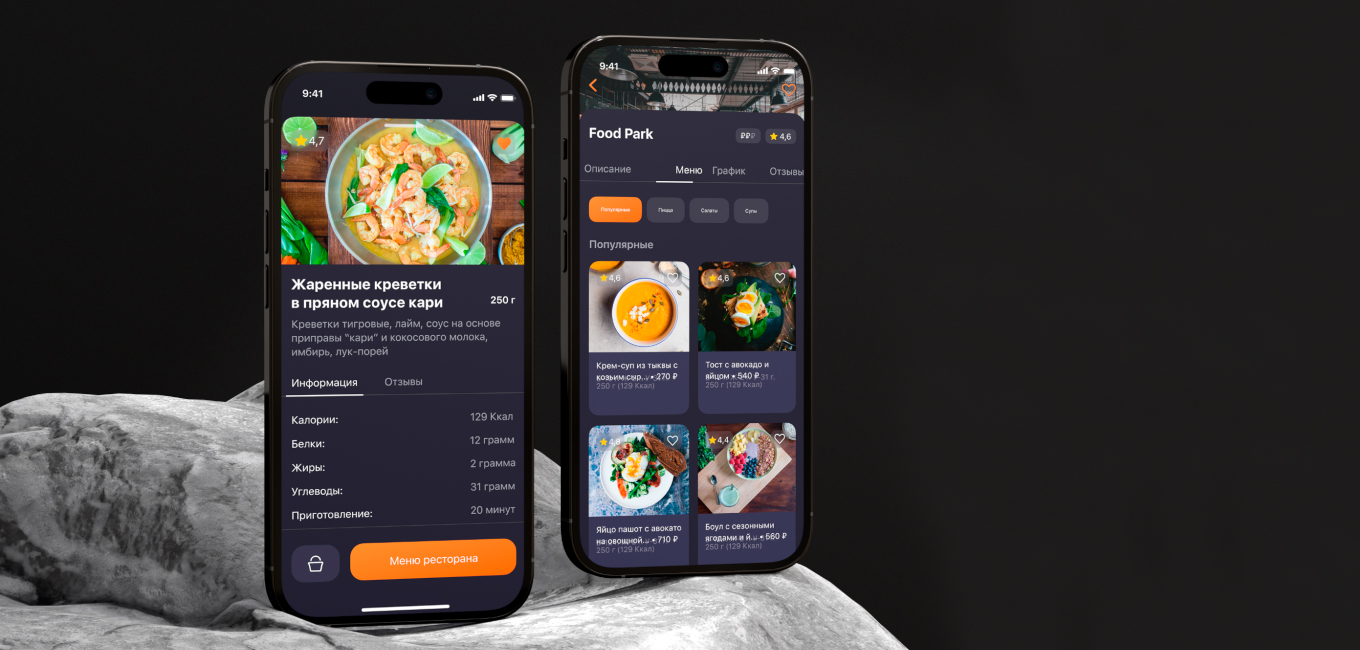 9:41
4,7
Жаренные креветки
в пряном соусе кари
250 г
Креветки тигровые, лайм, соус на основе
приправы “кари” и кокосового молока,
имбирь, лук-порей
Информация
Отзывы
Калории:
129 Ккал
Белки:
12 грамм
Жиры:
2 грамма
Углеводы:
31 грамм
Приготовление:
20 минут
Меню ресторана
9:41
Food Park
₽₽₽
4,6
Описание
Меню
График
Отзывы
Популярные
Пицца
Салаты
Супы
Популярные
4,6
Крем-суп из тыквы с
козьим сыр... • 270 ₽
250 г (129 Ккал)
4,6
Тост с авокадо и
яйцом • 540 ₽
31 г.
250 г (129 Ккал)
Яйцо пашот с авокато
на овощной... • 710 ₽
250 г (129 Ккал)
4,4
Боул с сезонными
ягодами и й... • 560 ₽
250 г (129 Ккал)